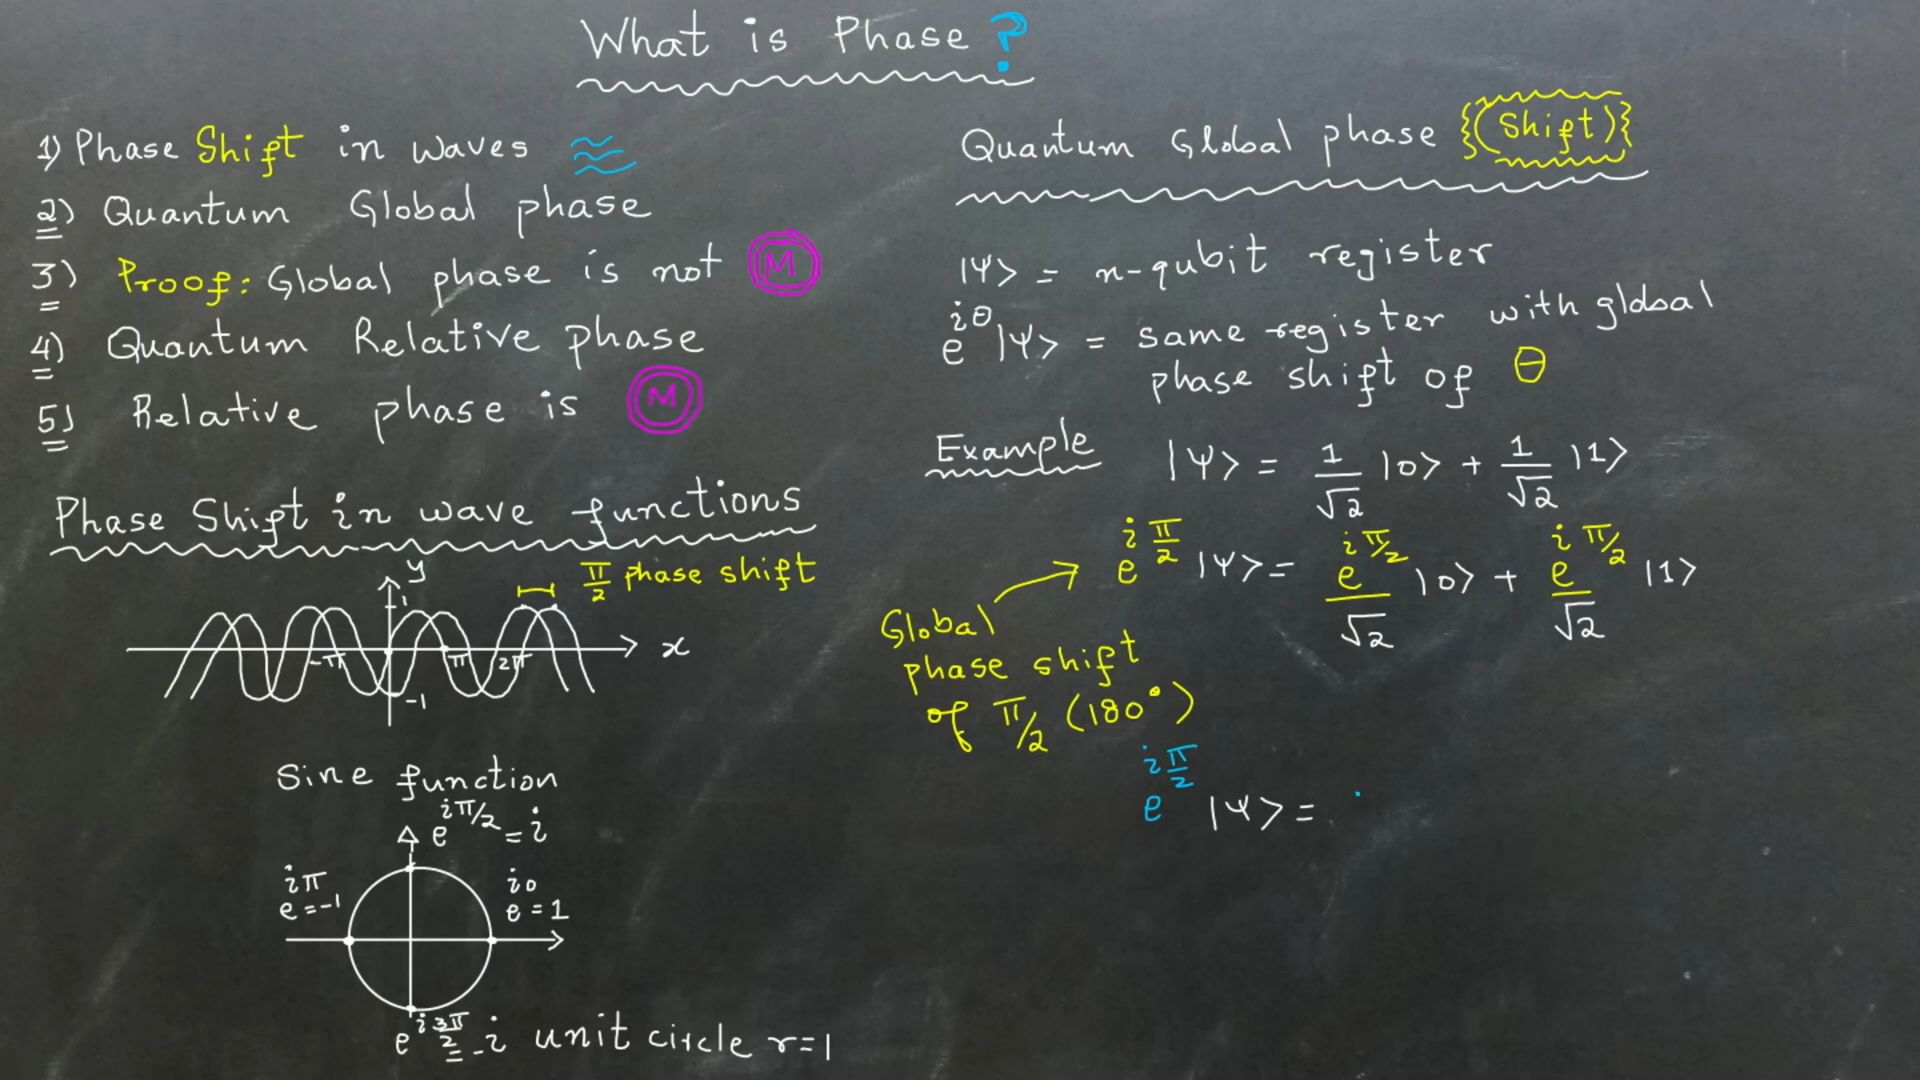 What is Phase ?
1) Phase Shift in waves
2) Quantum Global phase
3) Proof: Global phase is not M
4) Quantum Relative phase
5) Relative phase is M
Phase Shift in wave functions
π/2 phase shift
y
1
-π π 2π x
-1
Sine function
e^{iπ/2} = i
e^{iπ} = -1
e^{i0} = 1
e^{i3π/2} = -i unit circle r=1
Quantum Global phase {(Shift)}
|Ψ> = n-qubit register
e^{iθ}|Ψ> = same register with global
phase shift of θ
Example |Ψ> = 1/√2 |0> + 1/√2 |1>
e^{iπ/2} |Ψ> = e^{iπ/2}/√2 |0> + e^{iπ/2}/√2 |1>
Global
phase shift
of π/2 (180°)
e^{iπ/2} |Ψ> =